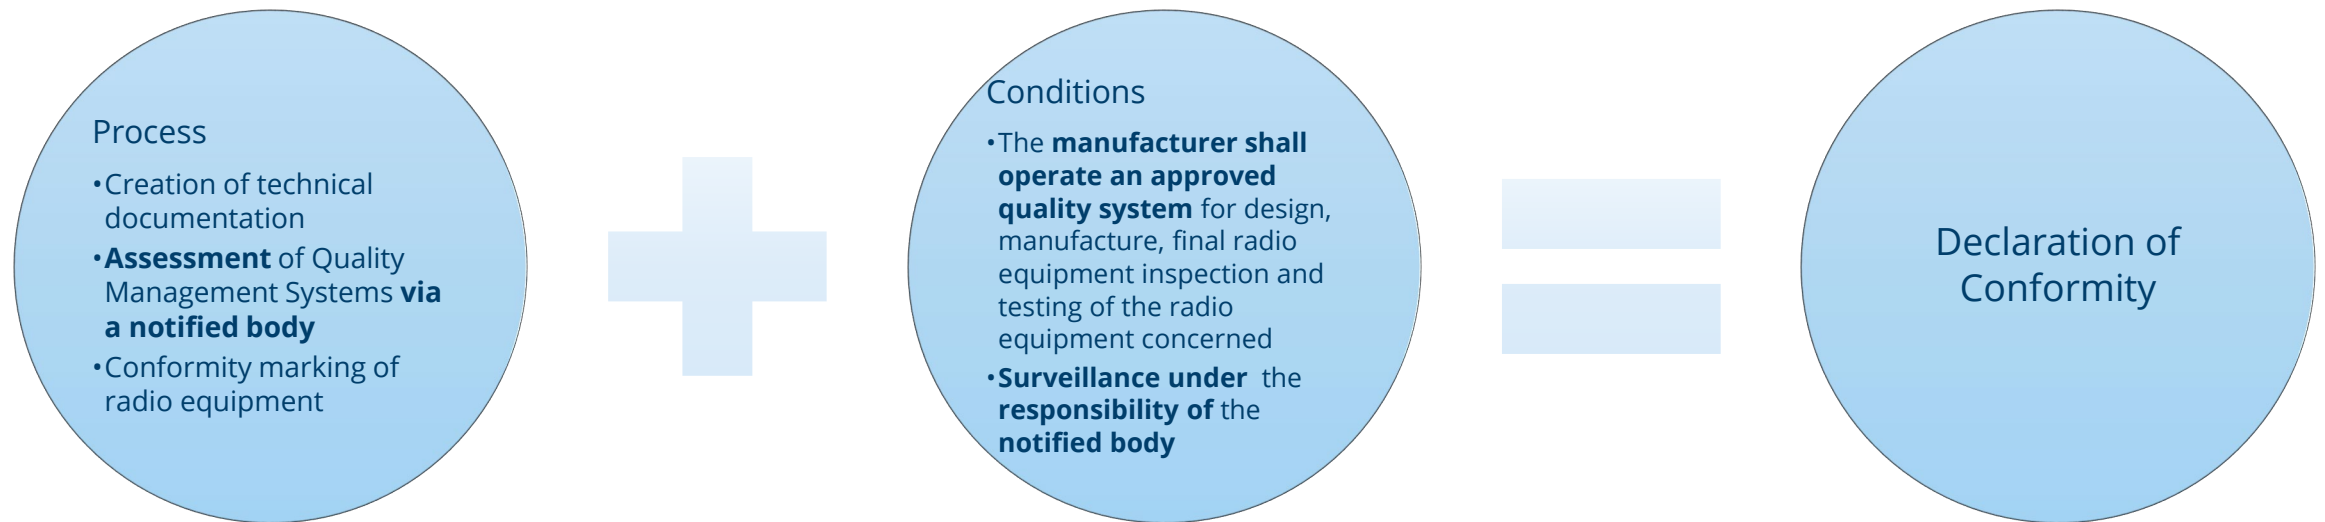 Process
•Creation of technical
documentation
•Assessment of Quality
Management Systems via
a notified body
•Conformity marking of
radio equipment
Conditions
•The manufacturer shall
operate an approved
quality system for design,
manufacture, final radio
equipment inspection and
testing of the radio
equipment concerned
•Surveillance under  the
responsibility of the
notified body
Declaration of
Conformity